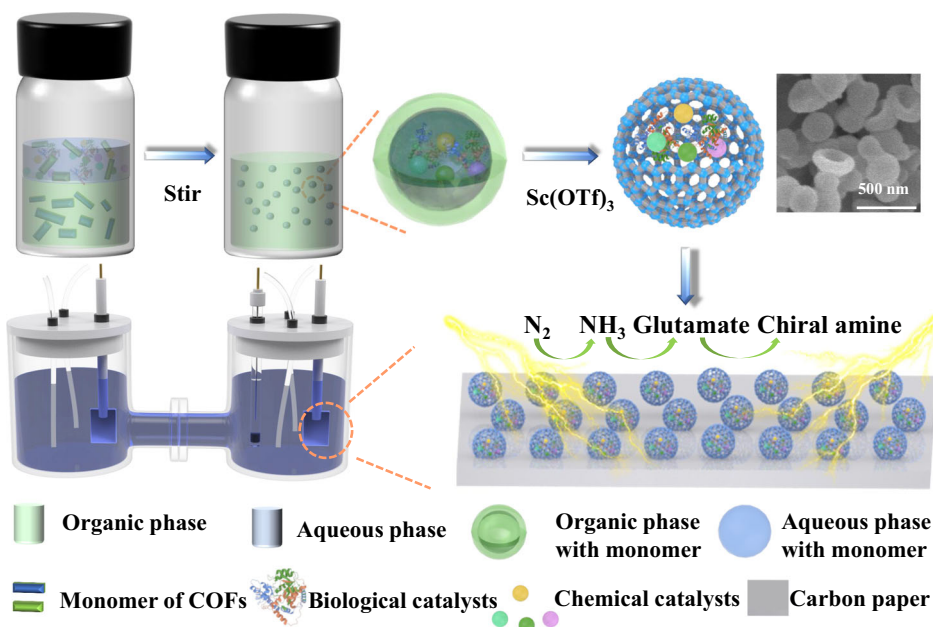 Stir
Sc(OTf)3
500 nm
N2 NH3 Glutamate Chiral amine
Organic phase
Aqueous phase
Organic phase
with monomer
Aqueous phase
with monomer
Monomer of COFs
Biological catalysts
Chemical catalysts
Carbon paper